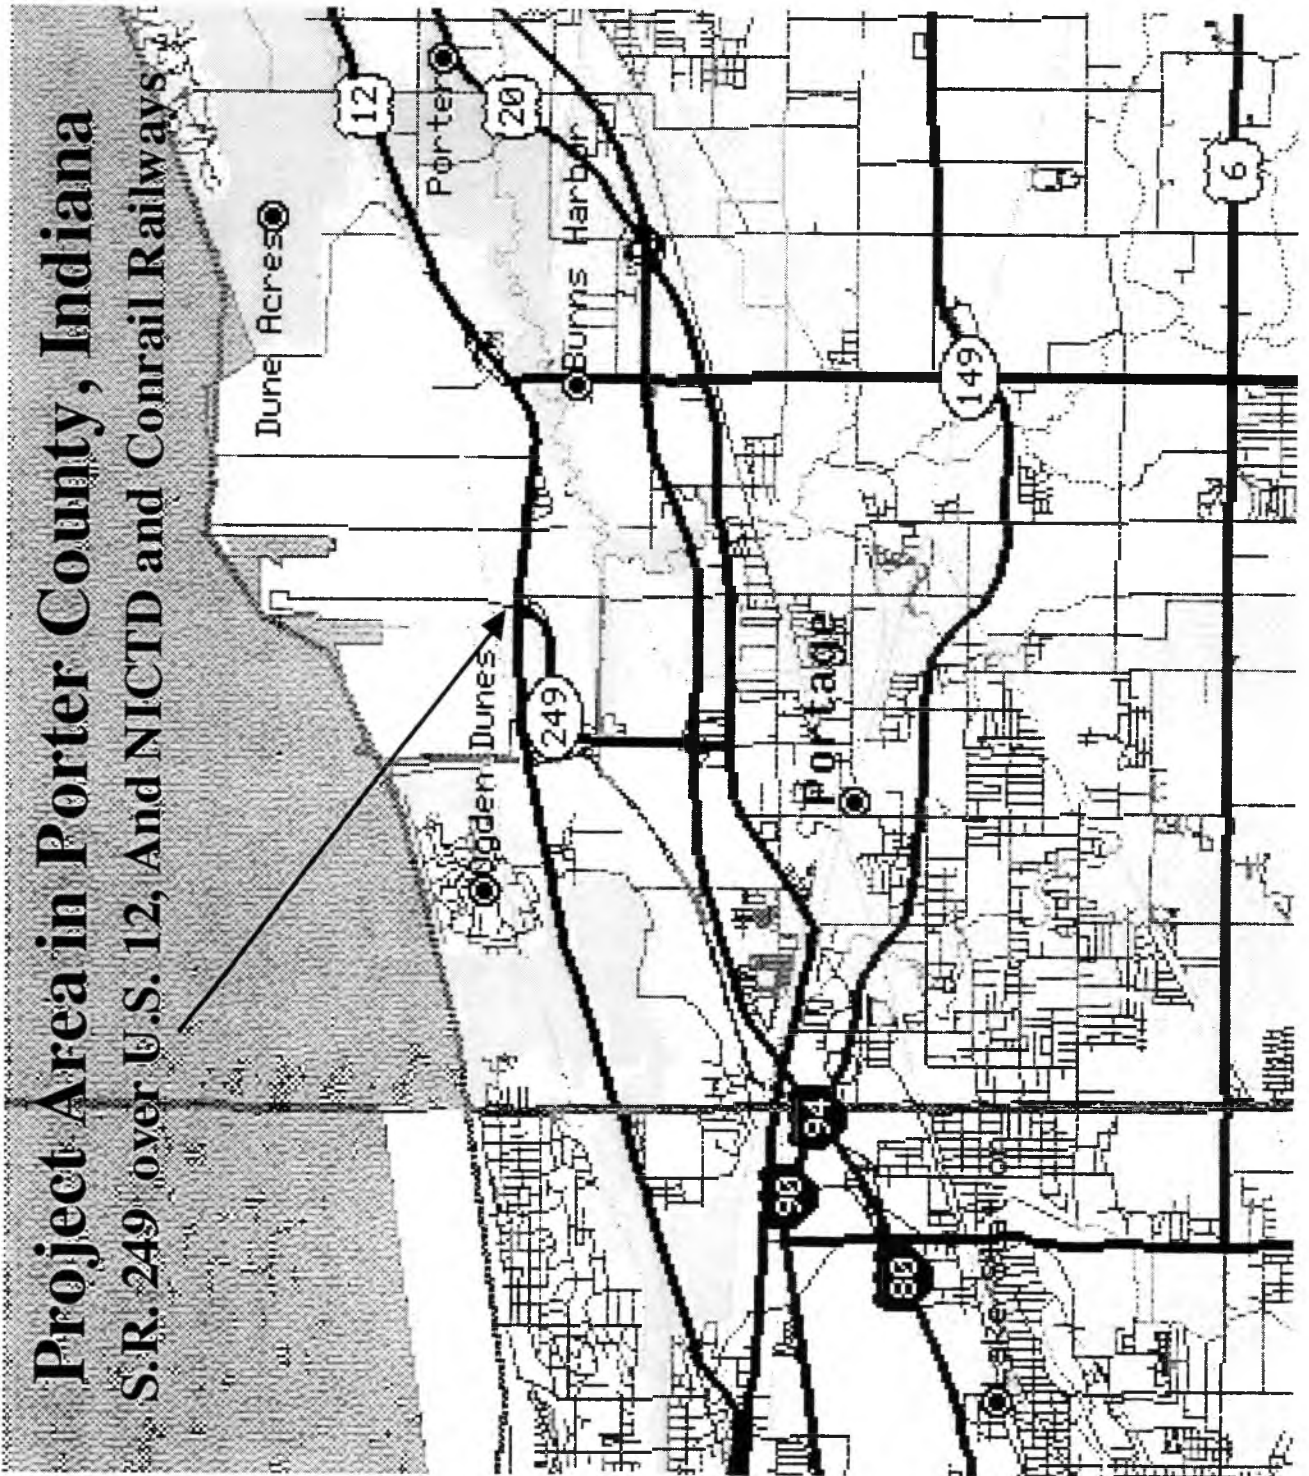 Project Area in Porter County, Indiana
S.R. 249 over U.S. 12, And NICTD and Conrail Railways
Dune Acres
12
Porter
20
Burns Harbor
Ogden Dunes
249
149
6
Portage
94
90
80